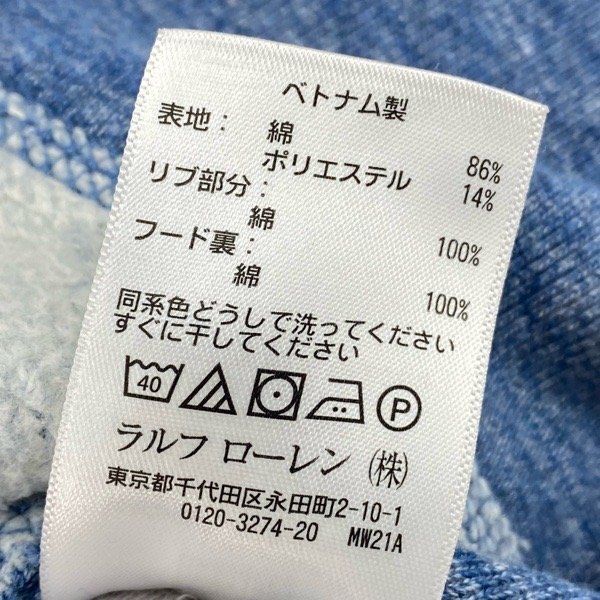 ベトナム製
表地： 綿 86%
ポリエステル 14%
リブ部分：
綿 100%
フード裏：
綿 100%
同系色どうしで洗ってください
すぐに干してください
40 P
ラルフ ローレン (株)
東京都千代田区永田町2-10-1
0120-3274-20 MW21A